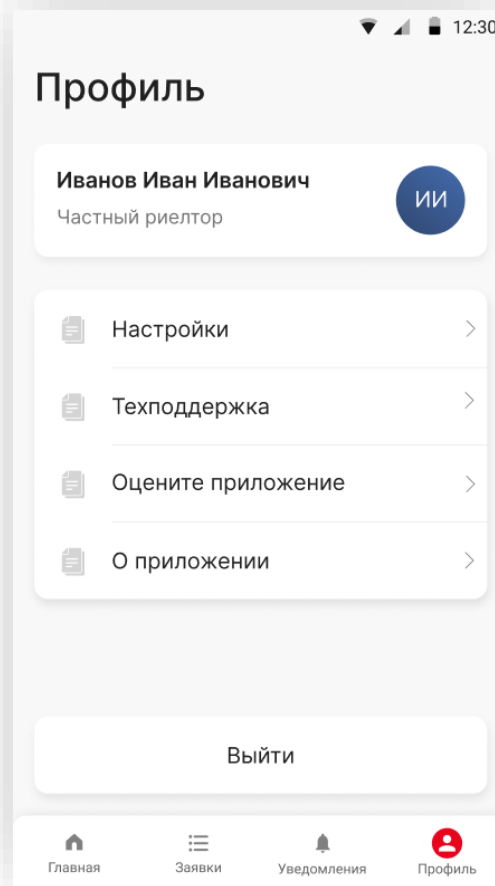 12:30
Профиль
Иванов Иван Иванович
Частный риелтор
ИИ
Настройки
Техподдержка
Оцените приложение
О приложении
Выйти
Главная
Заявки
Уведомления
Профиль